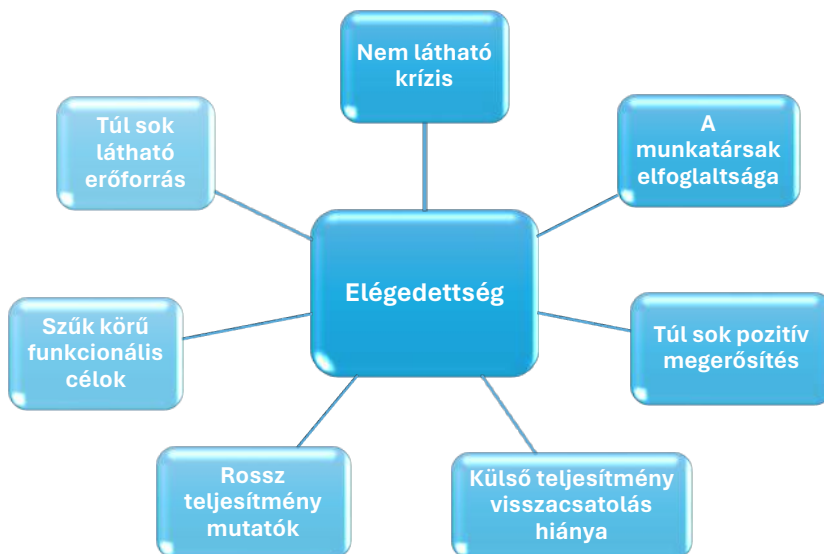 Nem látható
krízis
A
munkatársak
elfoglaltsága
Túl sok pozitív
megerősítés
Külső teljesítmény
visszacsatolás
hiánya
Rossz
teljesítmény
mutatók
Szűk körű
funkcionális
célok
Túl sok
látható
erőforrás
Elégedettség